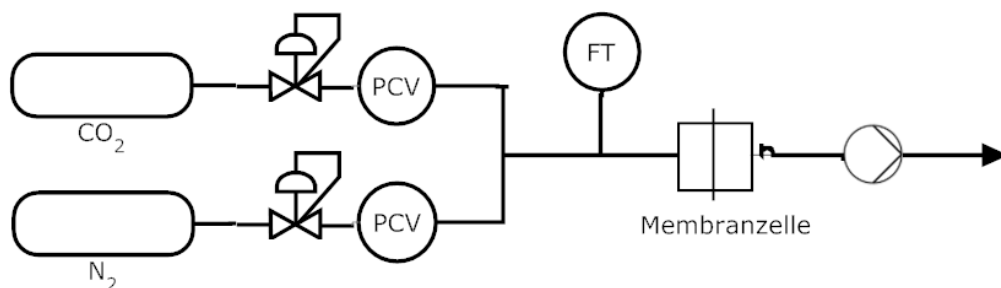 FT
PCV
CO₂
PCV
Membranzelle
N₂